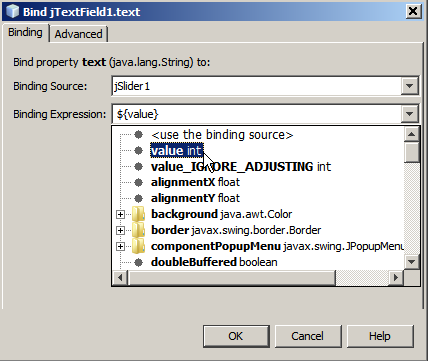 Bind jTextField1.text
Binding Advanced
Bind property text (java.lang.String) to:
Binding Source: jSlider1
Binding Expression: ${value}
<use the binding source>
value int
value_IGNORE_ADJUSTING int
alignmentX float
alignmentY float
background java.awt.Color
border javax.swing.border.Border
componentPopupMenu javax.swing.JPopupMenu
doubleBuffered boolean
OK Cancel Help